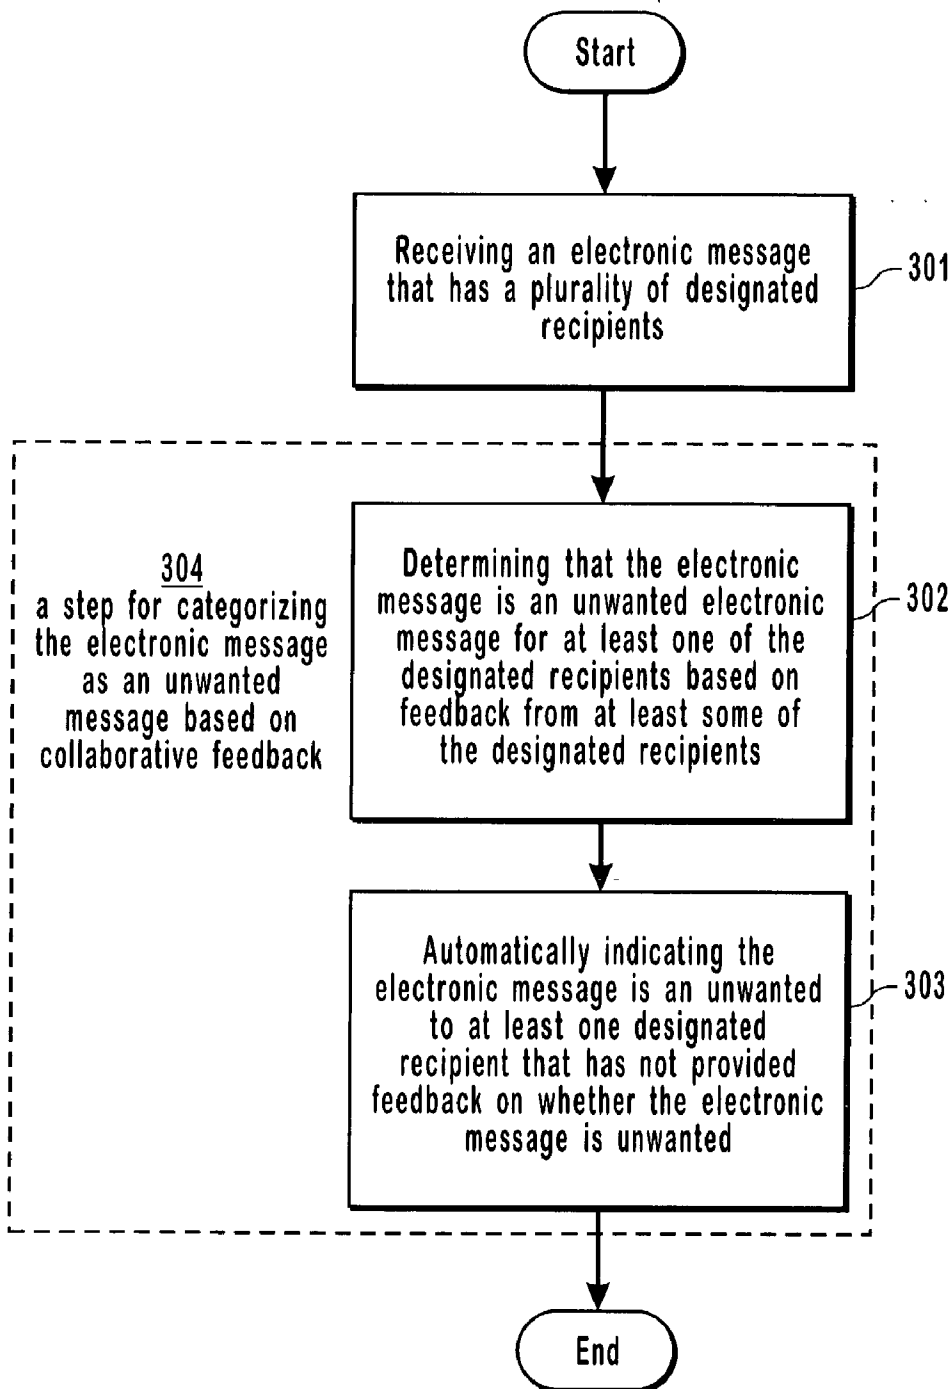 Start
Receiving an electronic message
that has a plurality of designated
recipients
301
304
a step for categorizing
the electronic message
as an unwanted
message based on
collaborative feedback
Determining that the electronic
message is an unwanted electronic
message for at least one of the
designated recipients based on
feedback from at least some of
the designated recipients
302
Automatically indicating the
electronic message is an unwanted
to at least one designated
recipient that has not provided
feedback on whether the electronic
message is unwanted
303
End